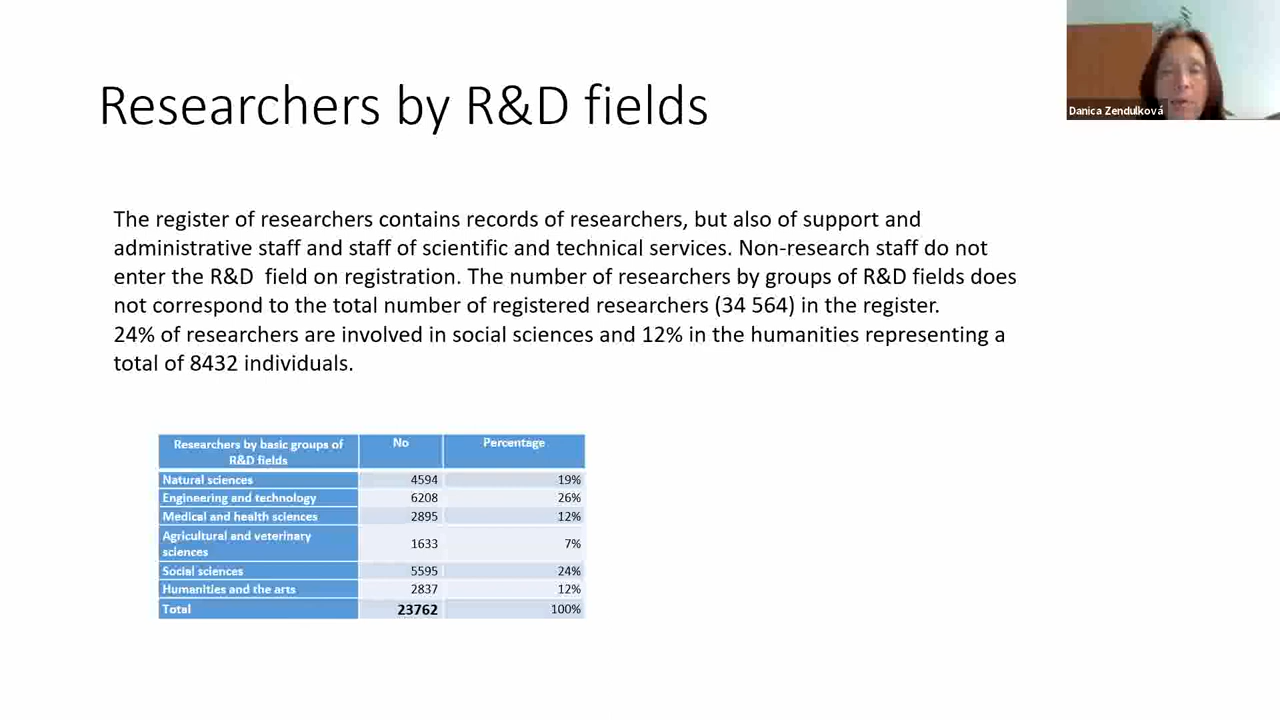 Researchers by R&D fields
Danica Zendulková
The register of researchers contains records of researchers, but also of support and
administrative staff and staff of scientific and technical services. Non-research staff do not
enter the R&D field on registration. The number of researchers by groups of R&D fields does
not correspond to the total number of registered researchers (34 564) in the register.
24% of researchers are involved in social sciences and 12% in the humanities representing a
total of 8432 individuals.
Researchers by basic groups of R&D fields No Percentage
Natural sciences 4594 19%
Engineering and technology 6208 26%
Medical and health sciences 2895 12%
Agricultural and veterinary sciences 1633 7%
Social sciences 5595 24%
Humanities and the arts 2837 12%
Total 23762 100%